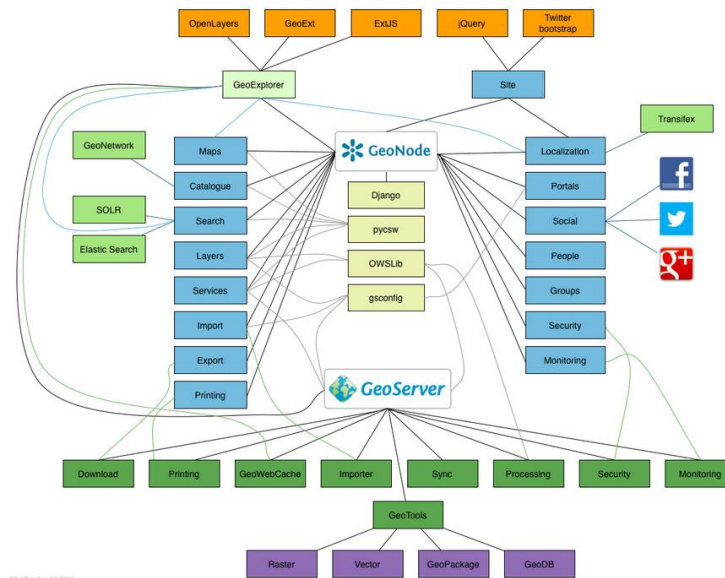 OpenLayers
GeoExt
ExtJS
jQuery
Twitter
bootstrap
GeoExplorer
Site
Transifex
GeoNetwork
Maps
GeoNode
Localization
Catalogue
Portals
Django
SOLR
Search
pycsw
Social
Elastic Search
Layers
OWSLib
People
Services
gsconfig
Groups
Import
Security
Export
Monitoring
Printing
GeoServer
Download
Printing
GeoWebCache
Importer
Sync
Processing
Security
Monitoring
GeoTools
Raster
Vector
GeoPackage
GeoDB